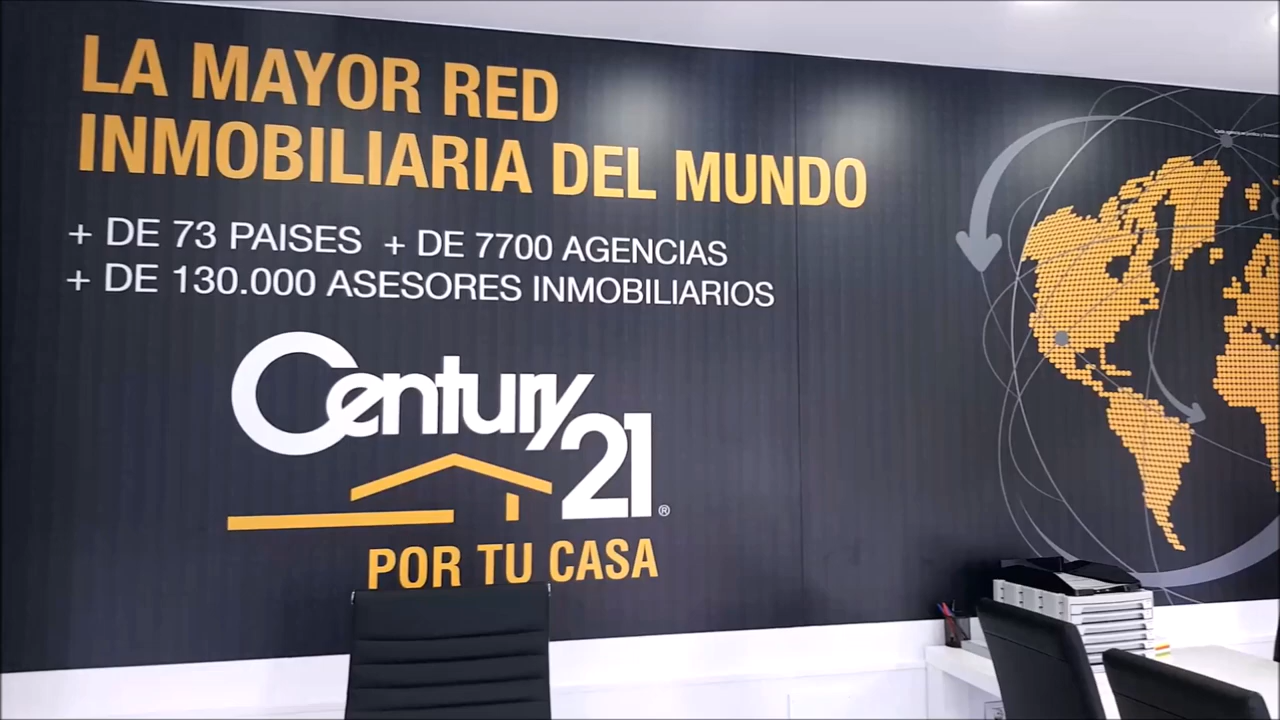 LA MAYOR RED
INMOBILIARIA DEL MUNDO
+ DE 73 PAISES + DE 7700 AGENCIAS
+ DE 130.000 ASESORES INMOBILIARIOS
Century
21®
POR TU CASA